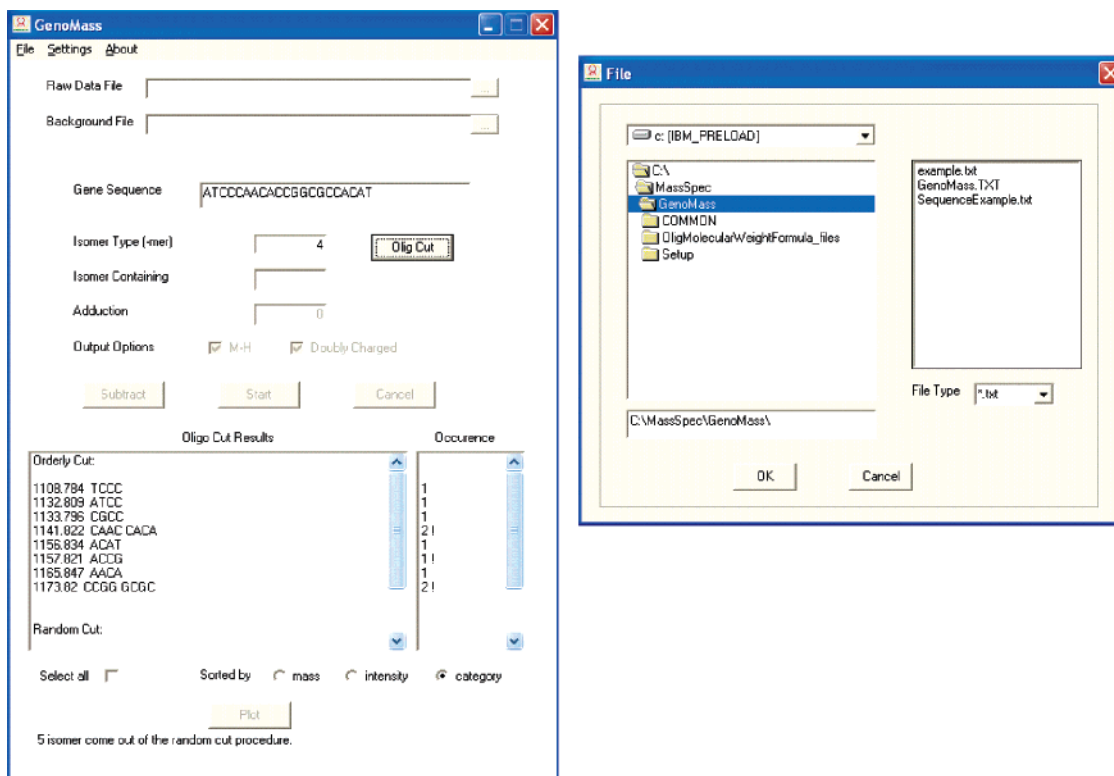 GenoMass
File Settings About
Raw Data File ...
Background File ...
Gene Sequence ATCCCAACACCGGCGCCACAT
Isomer Type (-mer) 4 Olig Cut
Isomer Containing
Adduction 0
Output Options M-H Doubly Charged
Subtract Start Cancel
Oligo Cut Results Occurence
Orderly Cut:
1108.784 TCCC 1
1132.809 ATCC 1
1133.796 CGCC 1
1141.822 CAAC CACA 2 !
1156.834 ACAT 1
1157.821 ACCG 1 !
1165.847 AACA 1
1173.82 CCGG GCGC 2 !
Random Cut:
Select all Sorted by mass intensity category
Plot
5 isomer come out of the random cut procedure.
File
c: [IBM_PRELOAD]
C:\
MassSpec
GenoMass
COMMON
OligMolecularWeightFormula_files
Setup
example.txt
GenoMass.TXT
SequenceExample.txt
File Type *.txt
C:\MassSpec\GenoMass\
OK Cancel